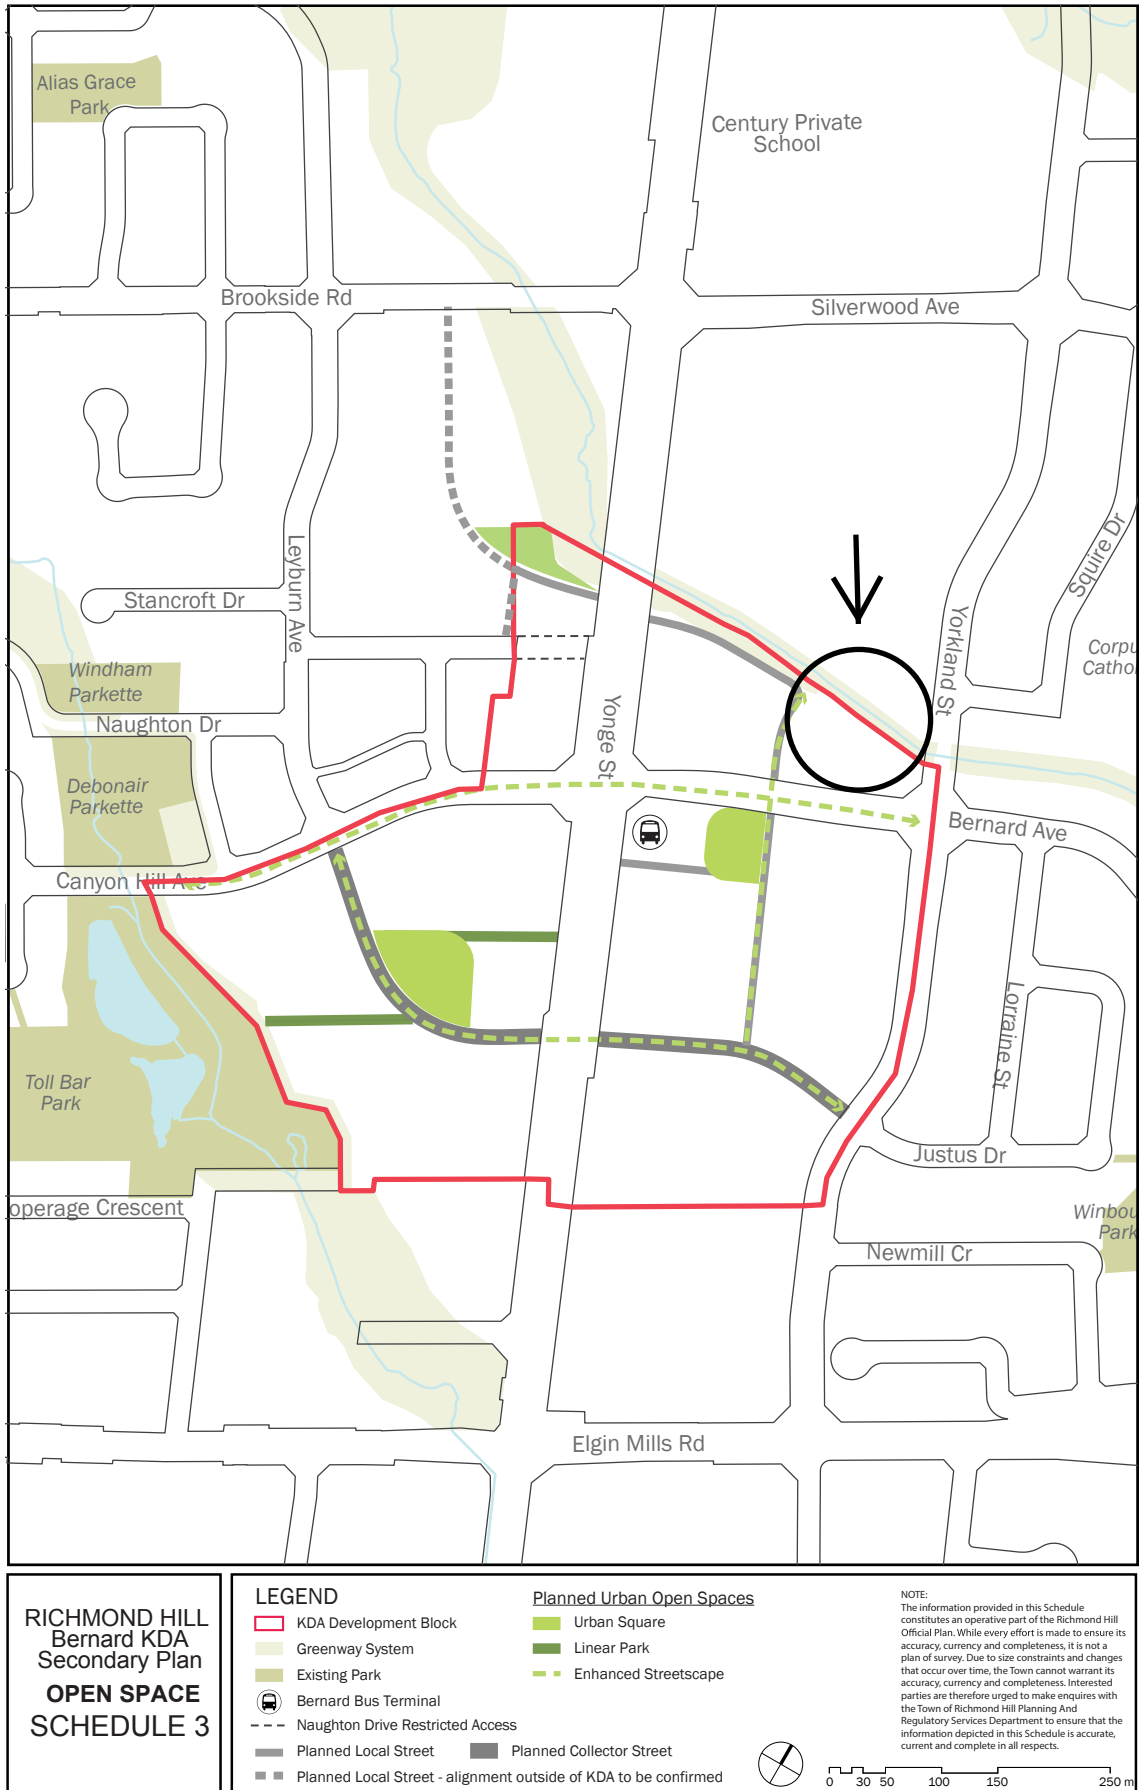 Alias Grace
Park
Century Private
School
Brookside Rd
Silverwood Ave
Leyburn Ave
Stancroft Dr
Squire Dr
Yorkland St
Corpu
Catho
Windham
Parkette
Naughton Dr
Yonge St
Debonair
Parkette
Bernard Ave
Canyon Hill Ave
Lorraine St
Toll Bar
Park
Justus Dr
operage Crescent
Winbou
Park
Newmill Cr
Elgin Mills Rd
RICHMOND HILL
Bernard KDA
Secondary Plan
OPEN SPACE
SCHEDULE 3
LEGEND
KDA Development Block
Greenway System
Existing Park
Bernard Bus Terminal
Naughton Drive Restricted Access
Planned Local Street
Planned Collector Street
Planned Local Street - alignment outside of KDA to be confirmed
Planned Urban Open Spaces
Urban Square
Linear Park
Enhanced Streetscape
NOTE:
The information provided in this Schedule
constitutes an operative part of the Richmond Hill
Official Plan. While every effort is made to ensure its
accuracy, currency and completeness, it is not a
plan of survey. Due to size constraints and changes
that occur over time, the Town cannot warrant its
accuracy, currency and completeness. Interested
parties are therefore urged to make enquires with
the Town of Richmond Hill Planning And
Regulatory Services Department to ensure that the
information depicted in this Schedule is accurate,
current and complete in all respects.
0 30 50 100 150 250 m